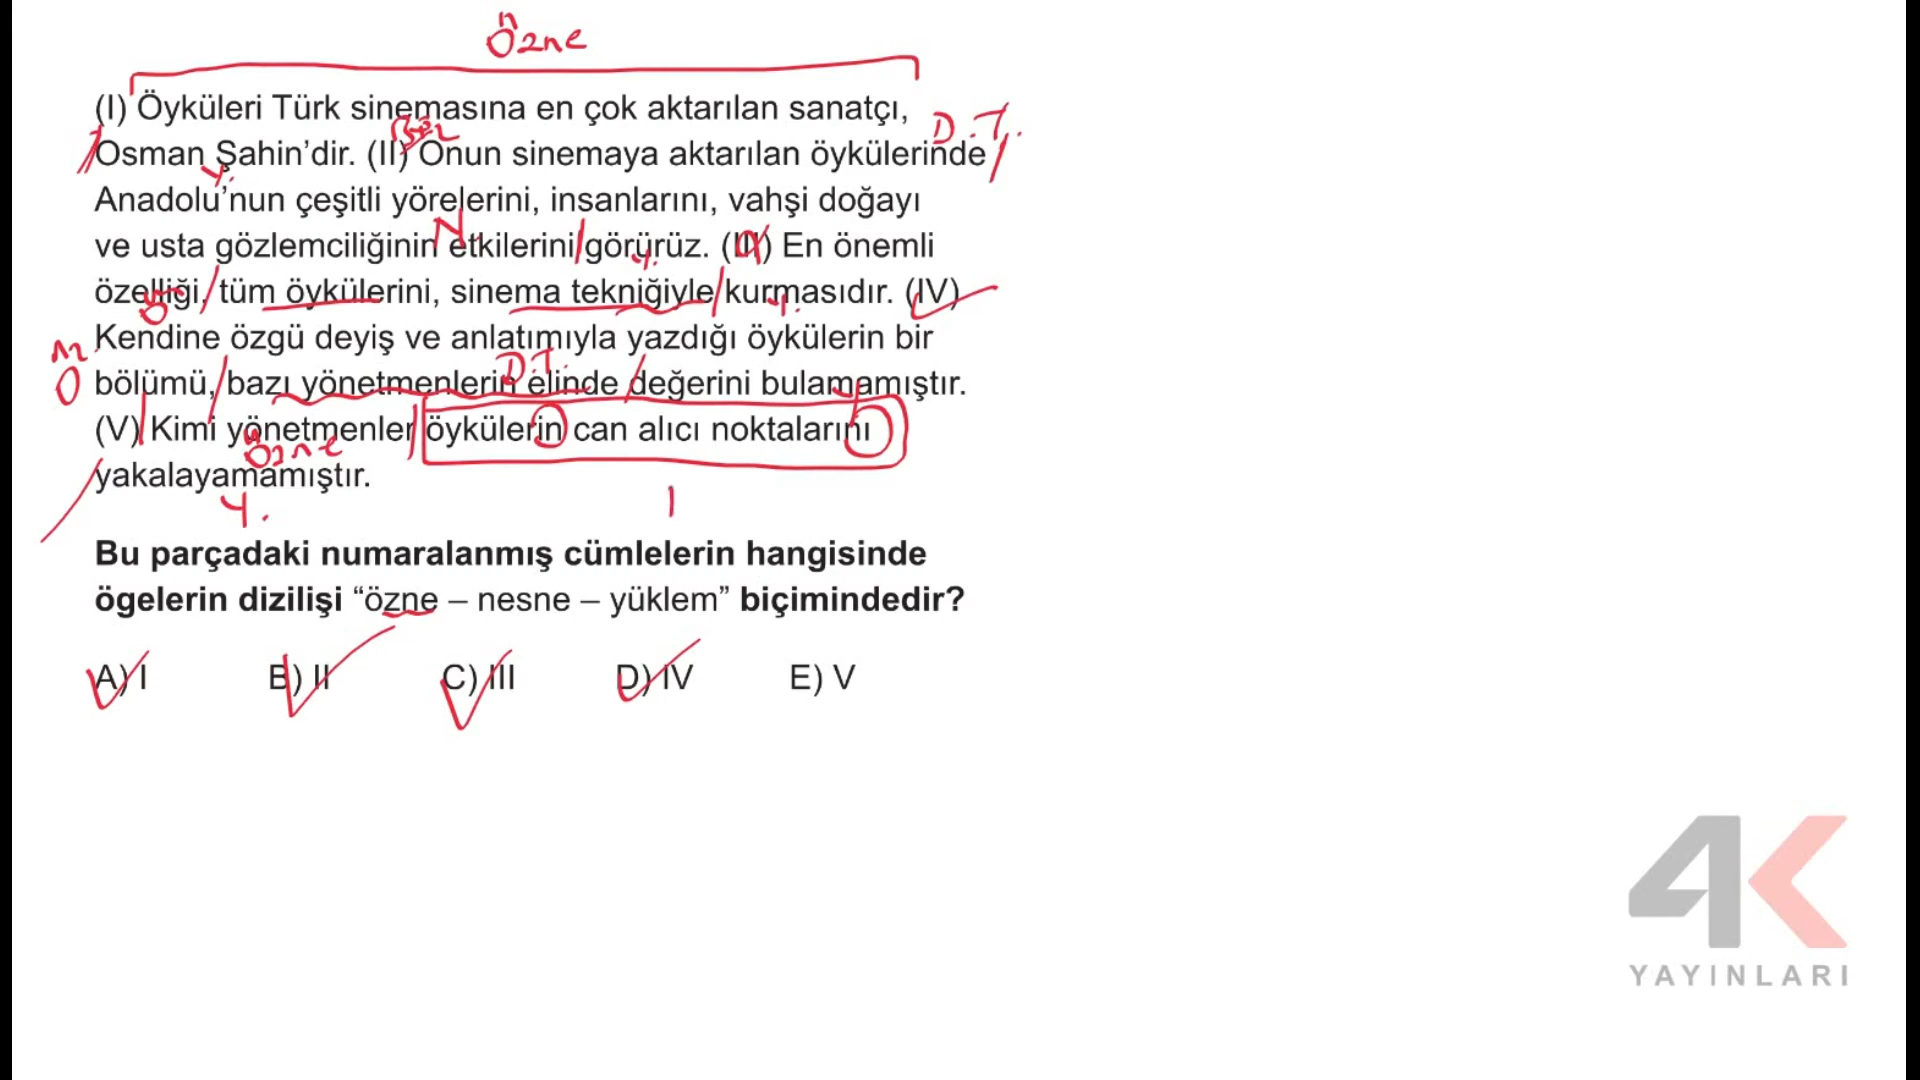 Özne
(I) Öyküleri Türk sinemasına en çok aktarılan sanatçı,
D.T.
Osman Şahin’dir. (II) Onun sinemaya aktarılan öykülerinde
Y.
Anadolu’nun çeşitli yörelerini, insanlarını, vahşi doğayı
N.
ve usta gözlemciliğinin etkilerini görürüz. (III) En önemli
Y.
özelliği, tüm öykülerini, sinema tekniğiyle kurmasıdır. (IV)
Ö Y.
Kendine özgü deyiş ve anlatımıyla yazdığı öykülerin bir
Ö D.T.
bölümü, bazı yönetmenlerin elinde değerini bulamamıştır.
(V) Kimi yönetmenler öykülerin can alıcı noktalarını
Özne
yakalayamamıştır.
Y.
Bu parçadaki numaralanmış cümlelerin hangisinde
ögelerin dizilişi “özne – nesne – yüklem” biçimindedir?
A) I B) II C) III D) IV E) V
4K
YAYINLARI